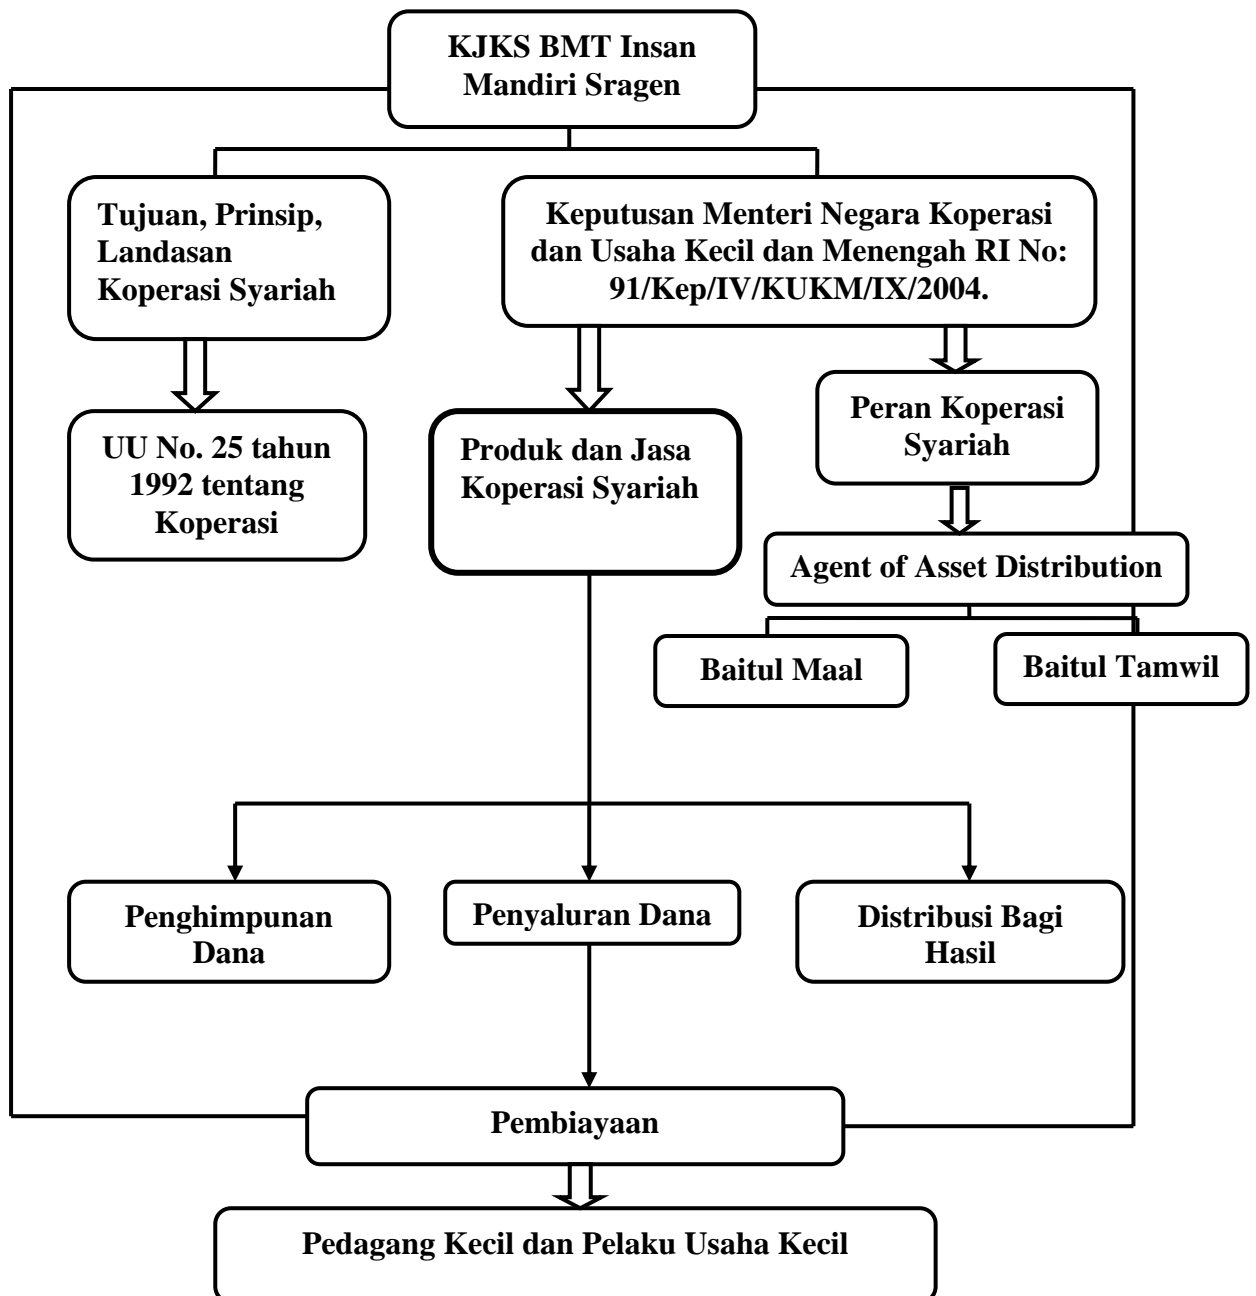 KJKS BMT Insan
Mandiri Sragen
Tujuan, Prinsip,
Landasan
Koperasi Syariah
Keputusan Menteri Negara Koperasi
dan Usaha Kecil dan Menengah RI No:
91/Kep/IV/KUKM/IX/2004.
UU No. 25 tahun
1992 tentang
Koperasi
Produk dan Jasa
Koperasi Syariah
Peran Koperasi
Syariah
Agent of Asset Distribution
Baitul Maal
Baitul Tamwil
Penghimpunan
Dana
Penyaluran Dana
Distribusi Bagi
Hasil
Pembiayaan
Pedagang Kecil dan Pelaku Usaha Kecil